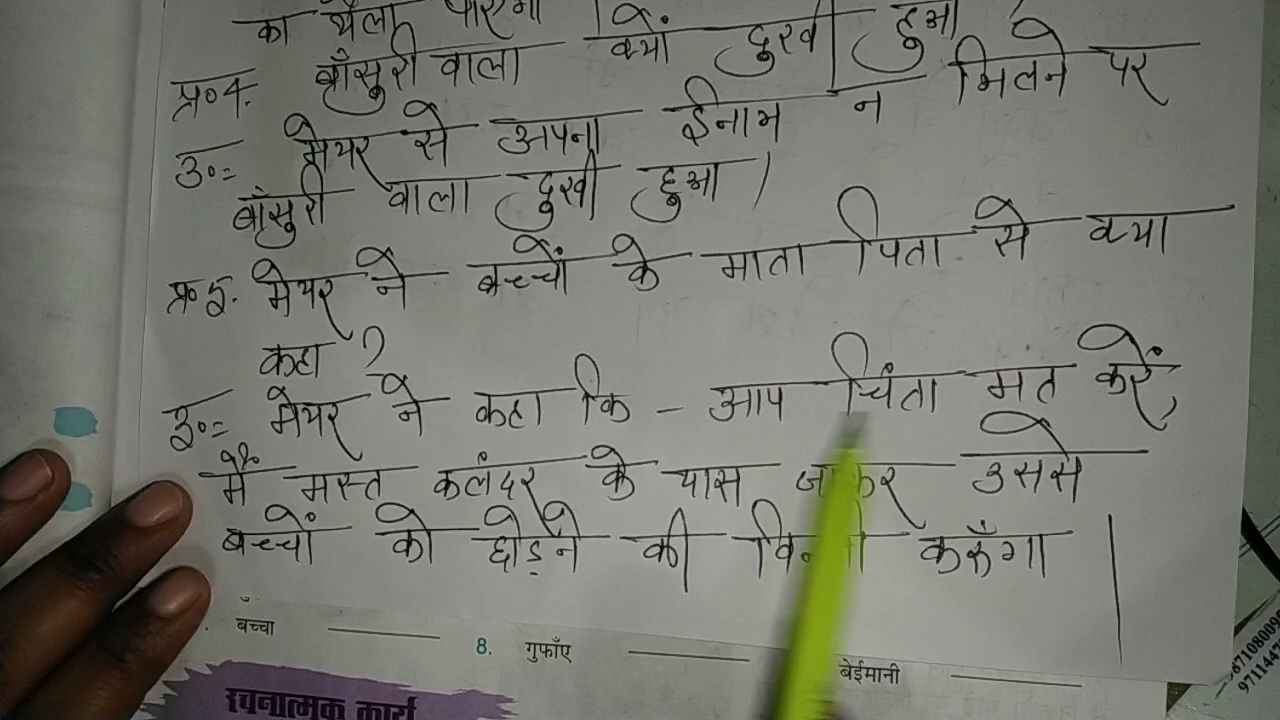 का थैला पाएगा |
प्र०4. बाँसुरी वाला क्यों दुखी हुआ
उ०= मेयर से अपना ईनाम न मिलने पर
बाँसुरी वाला दुखी हुआ /
प्र०5. मेयर ने बच्चों के माता पिता से क्या
कहा ?
उ०= मेयर ने कहा कि - आप चिंता मत करें,
मैं मस्त कलंदर के पास जाकर उससे
बच्चों को छोड़ने की विनती करुँगा |
बच्चा
8. गुफाँए
बेईमानी
रचनात्मक कार्य